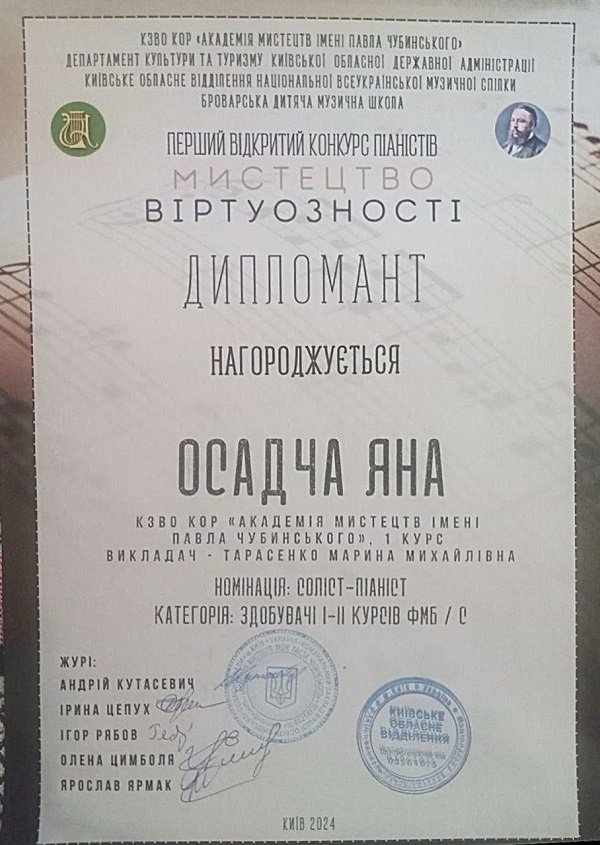 КЗВО КОР «АКАДЕМІЯ МИСТЕЦТВ ІМЕНІ ПАВЛА ЧУБИНСЬКОГО»
ДЕПАРТАМЕНТ КУЛЬТУРИ ТА ТУРИЗМУ КИЇВСЬКОЇ ОБЛАСНОЇ ДЕРЖАВНОЇ АДМІНІСТРАЦІЇ
КИЇВСЬКЕ ОБЛАСНЕ ВІДДІЛЕННЯ НАЦІОНАЛЬНОЇ ВСЕУКРАЇНСЬКОЇ МУЗИЧНОЇ СПІЛКИ
БРОВАРСЬКА ДИТЯЧА МУЗИЧНА ШКОЛА
ПЕРШИЙ ВІДКРИТИЙ КОНКУРС ПІАНІСТІВ
МИСТЕЦТВО
ВІРТУОЗНОСТІ
ДИПЛОМАНТ
НАГОРОДЖУЄТЬСЯ
ОСАДЧА ЯНА
КЗВО КОР «АКАДЕМІЯ МИСТЕЦТВ ІМЕНІ
ПАВЛА ЧУБИНСЬКОГО», 1 КУРС
ВИКЛАДАЧ - ТАРАСЕНКО МАРИНА МИХАЙЛІВНА
НОМІНАЦІЯ: СОЛІСТ-ПІАНІСТ
КАТЕГОРІЯ: ЗДОБУВАЧІ І-ІІ КУРСІВ ФМБ / С
ЖУРІ:
АНДРІЙ КУТАСЕВИЧ
ІРИНА ЦЕПУХ
ІГОР РЯБОВ
ОЛЕНА ЦИМБОЛЯ
ЯРОСЛАВ ЯРМАК
КИЇВСЬКЕ
ОБЛАСНЕ
ВІДДІЛЕННЯ
КИЇВ 2024